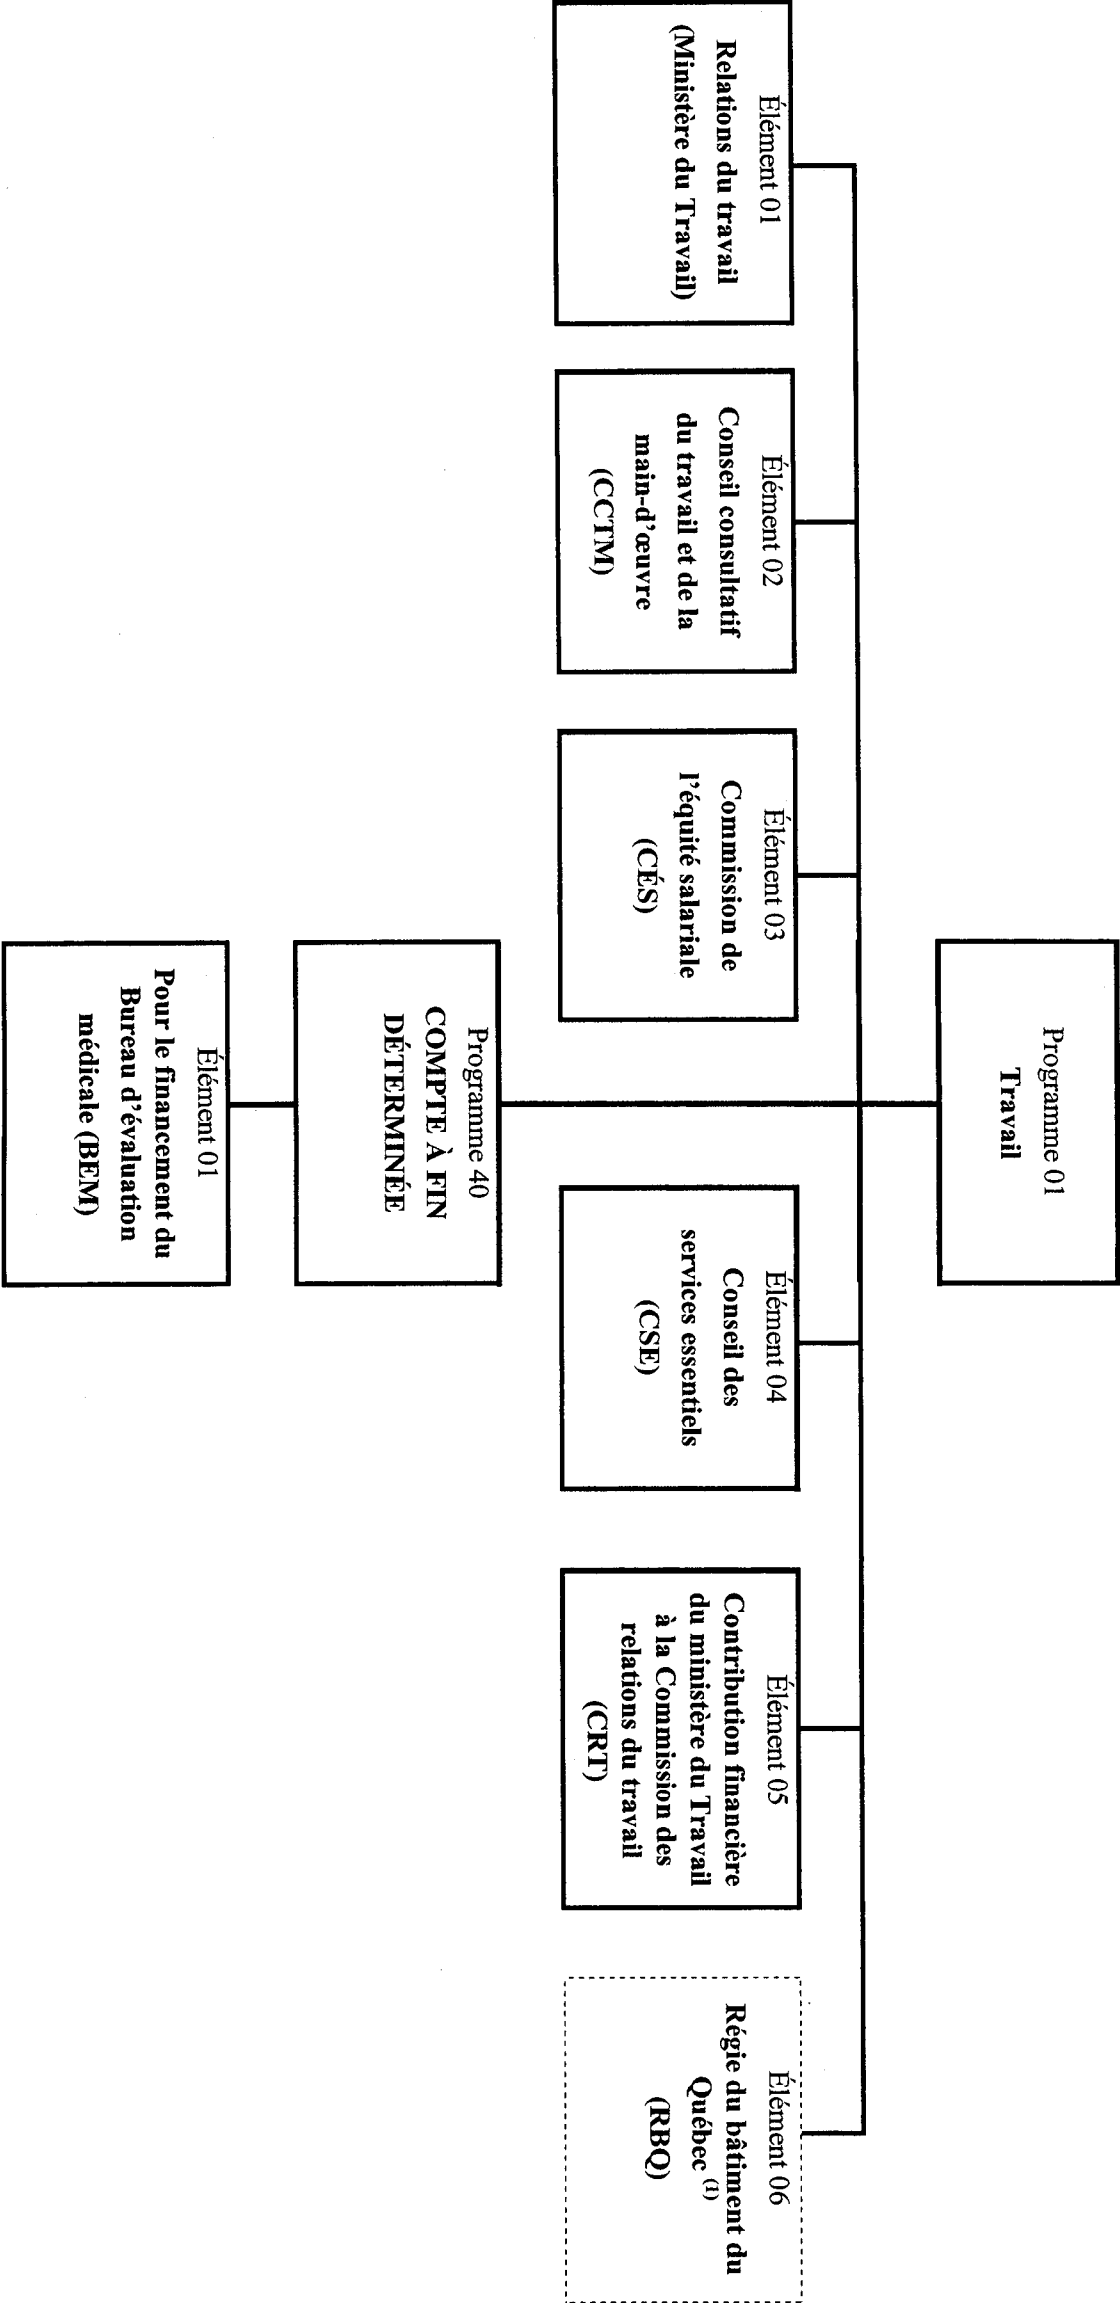 Programme 01
Travail
Élément 01
Relations du travail
(Ministère du Travail)
Élément 02
Conseil consultatif
du travail et de la
main-d'œuvre
(CCTM)
Élément 03
Commission de
l'équité salariale
(CÉS)
Élément 04
Conseil des
services essentiels
(CSE)
Élément 05
Contribution financière
du ministère du Travail
à la Commission des
relations du travail
(CRT)
Élément 06
Régie du bâtiment du
Québec (1)
(RBQ)
Programme 40
COMPTE À FIN
DÉTERMINÉE
Élément 01
Pour le financement du
Bureau d'évaluation
médicale (BEM)